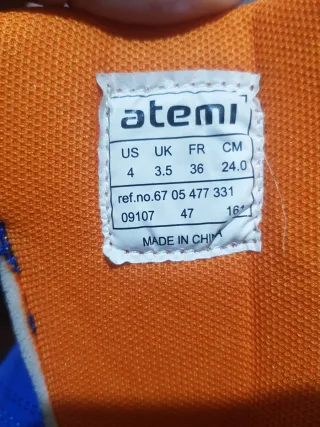 atemi
US UK FR CM
4 3.5 36 24.0
ref.no.67 05 477 331
09107 47
MADE IN CHINA